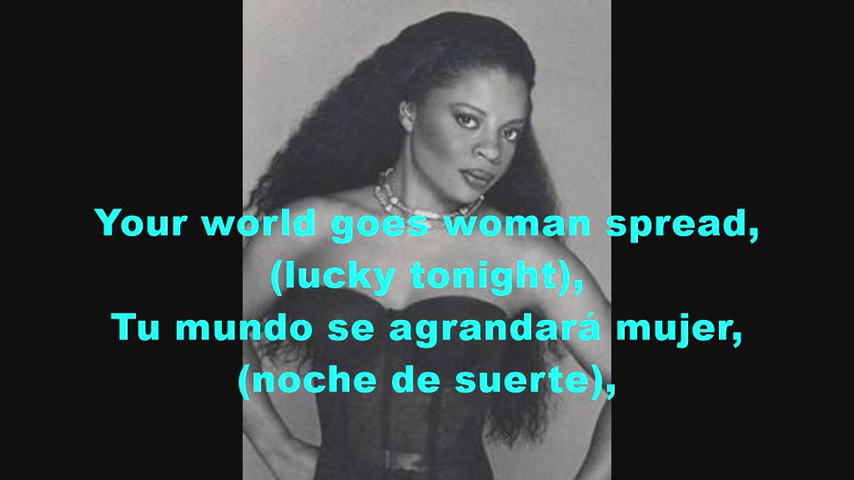 Your world goes woman spread,
(lucky tonight),
Tu mundo se agrandará mujer,
(noche de suerte),